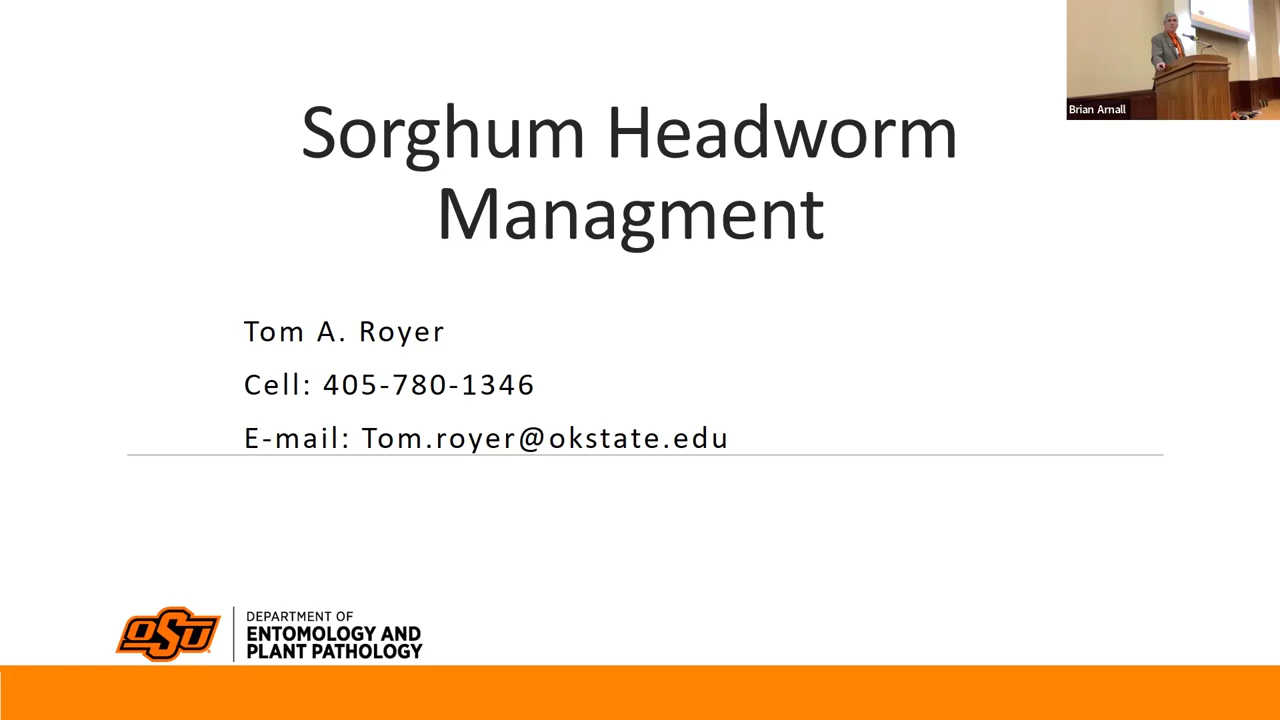 Sorghum Headworm
Managment
Tom A. Royer
Cell: 405-780-1346
E-mail: Tom.royer@okstate.edu
Brian Arnall
OSU
DEPARTMENT OF
ENTOMOLOGY AND
PLANT PATHOLOGY